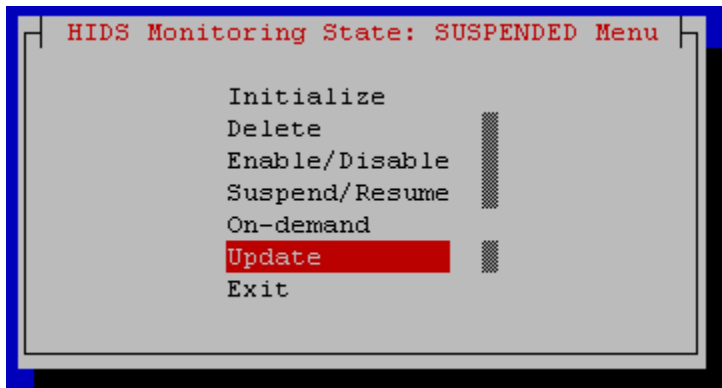 HIDS Monitoring State: SUSPENDED Menu
Initialize
Delete
Enable/Disable
Suspend/Resume
On-demand
Update
Exit